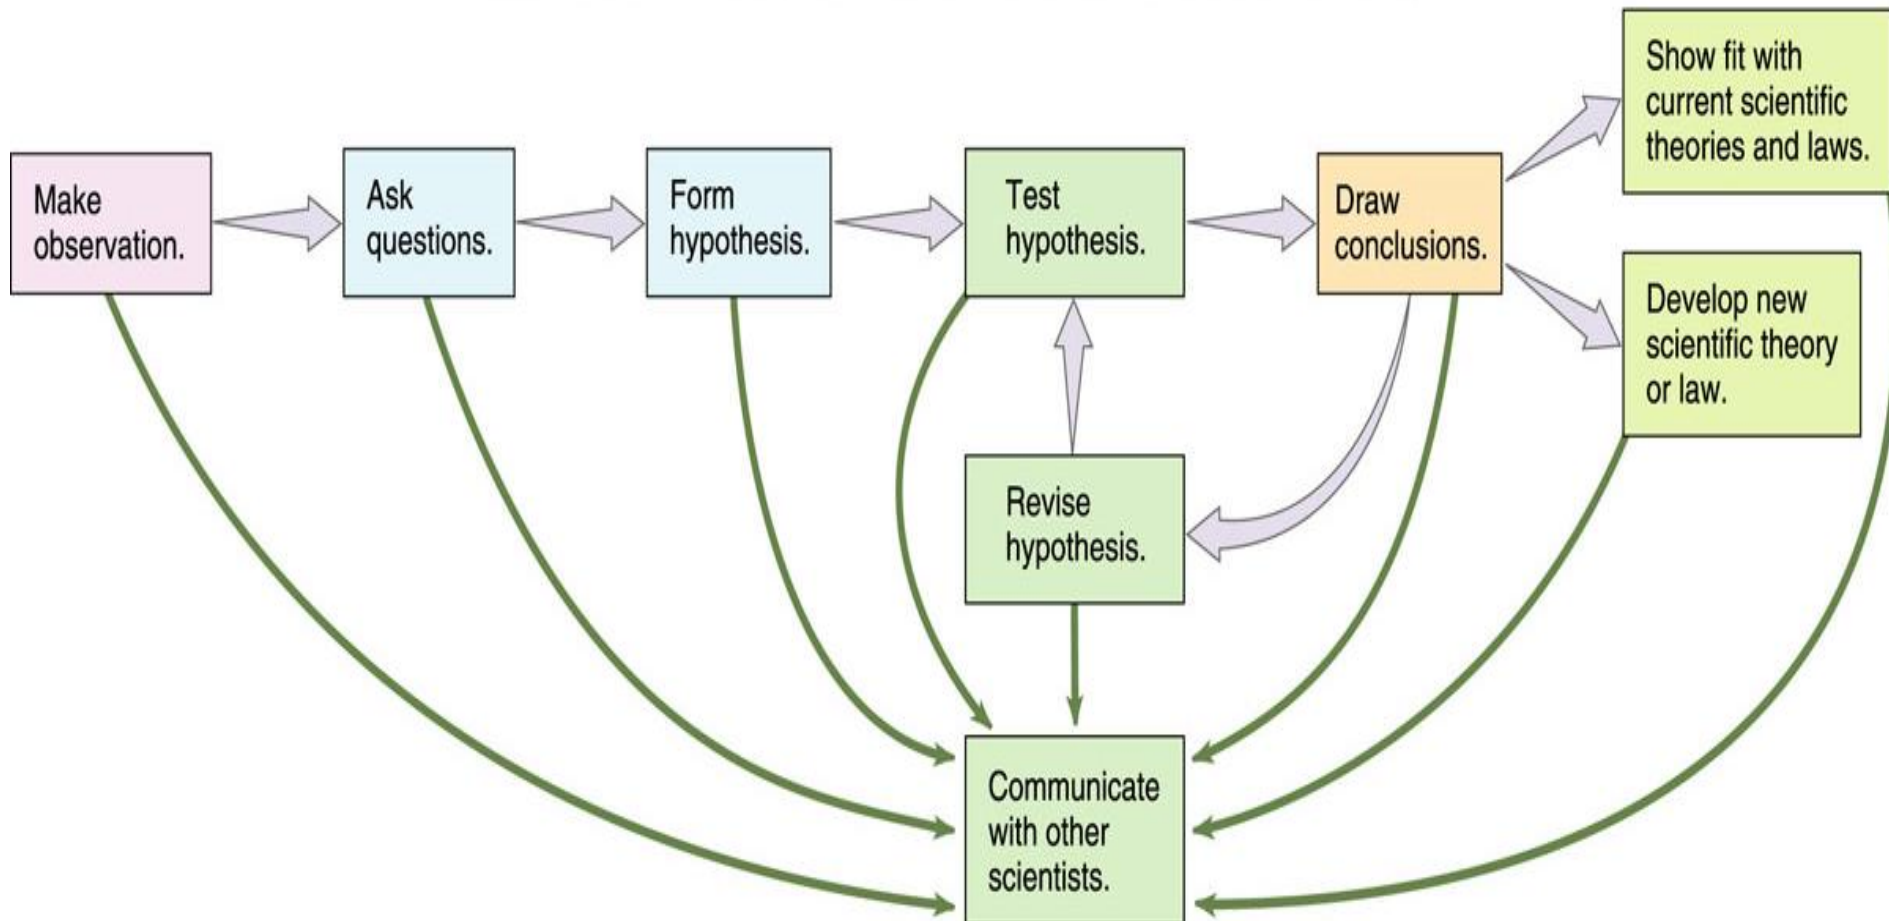 Make
observation.
Ask
questions.
Form
hypothesis.
Test
hypothesis.
Draw
conclusions.
Show fit with
current scientific
theories and laws.
Develop new
scientific theory
or law.
Revise
hypothesis.
Communicate
with other
scientists.